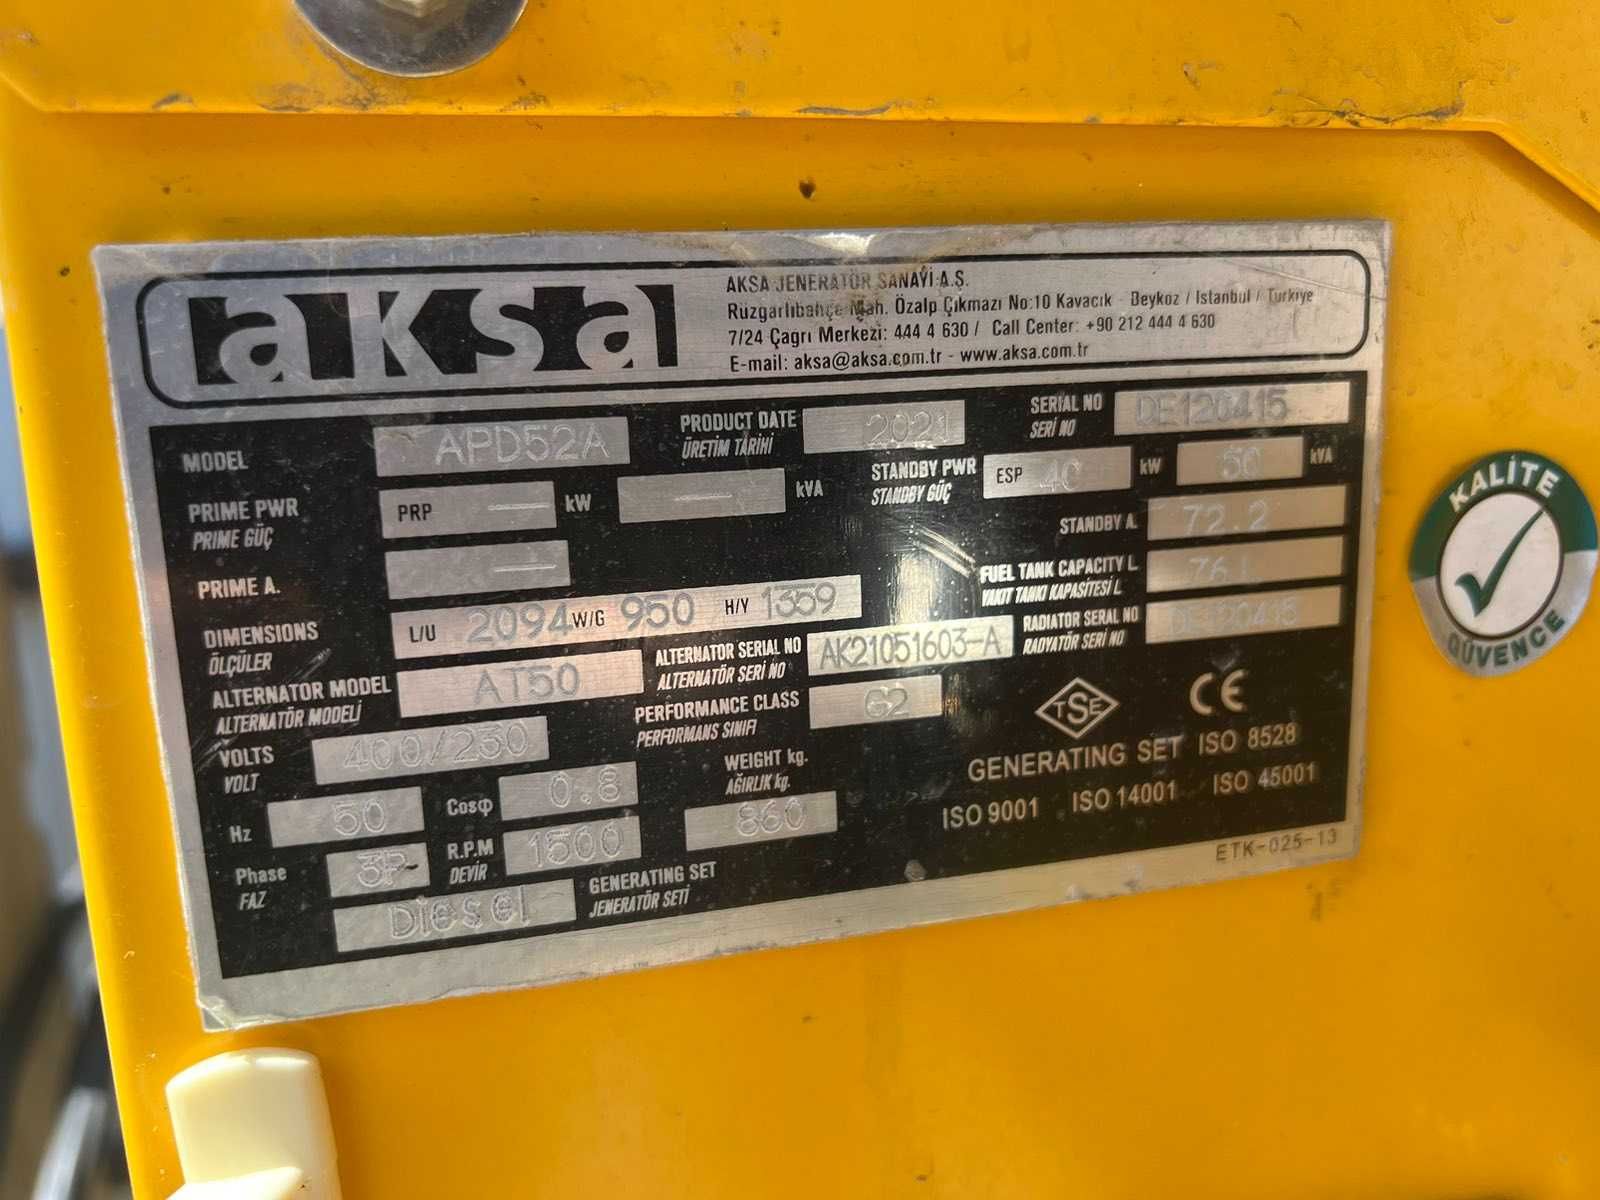 aksa
AKSA JENERATÖR SANAYİ A.Ş.
Rüzgarlıbahçe Mah. Özalp Çıkmazı No:10 Kavacık - Beykoz / Istanbul / Türkiye
7/24 Çagrı Merkezi: 444 4 630 / Call Center: +90 212 444 4 630
E-mail: aksa@aksa.com.tr - www.aksa.com.tr
MODEL APD52A PRODUCT DATE 2021 SERIAL NO DE120415
ÜRETİM TARİHİ SERİ NO
PRIME PWR PRP — kW — kVA STANDBY PWR ESP 40 kW 50 kVA
PRIME GÜÇ STANDBY GÜÇ
PRIME A. — STANDBY A. 72.2
DIMENSIONS L/U 2094 W/G 950 H/Y 1359 FUEL TANK CAPACITY L 76 L
ÖLÇÜLER YAKIT TANKI KAPASİTESİ L
ALTERNATOR MODEL AT50 ALTERNATOR SERIAL NO AK21051603-A RADIATOR SERAL NO DE120415
ALTERNATÖR MODELİ ALTERNATÖR SERİ NO RADYATÖR SERİ NO
VOLTS 400/230 PERFORMANCE CLASS G2 TSE CE
VOLT PERFORMANS SINIFI
Hz 50 Cosφ 0.8 WEIGHT kg. GENERATING SET ISO 8528
AĞIRLIK kg.
Phase 3P R.P.M 1500 860 ISO 9001 ISO 14001 ISO 45001
FAZ DEVİR
Diesel GENERATING SET ETK-025-13
JENERATÖR SETİ
KALİTE
GÜVENCE